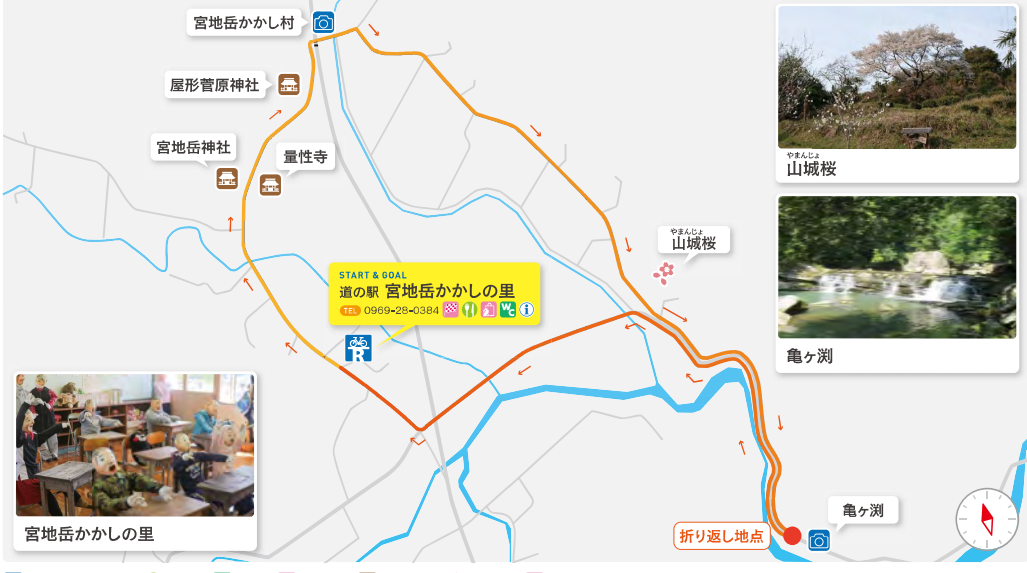 宮地岳かかし村
屋形菅原神社
宮地岳神社
量性寺
やまんじょ
山城桜
START & GOAL
道の駅 宮地岳かかしの里
TEL 0969-28-0384
WC
i
R
やまんじょ
山城桜
亀ヶ渕
宮地岳かかしの里
折り返し地点
亀ヶ渕